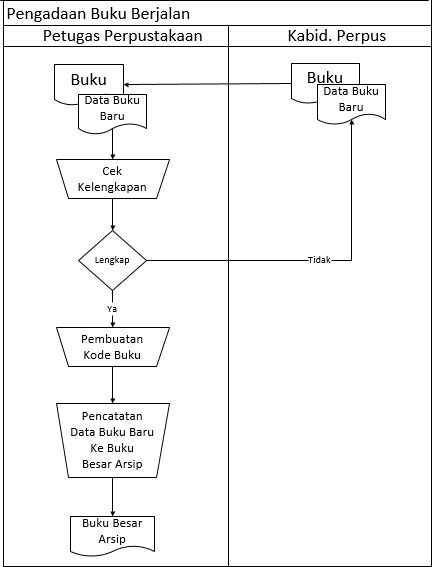 Pengadaan Buku Berjalan
Petugas Perpustakaan
Kabid. Perpus
Buku
Data Buku
Baru
Buku
Data Buku
Baru
Cek
Kelengkapan
Lengkap
Tidak
Ya
Pembuatan
Kode Buku
Pencatatan
Data Buku Baru
Ke Buku
Besar Arsip
Buku Besar
Arsip